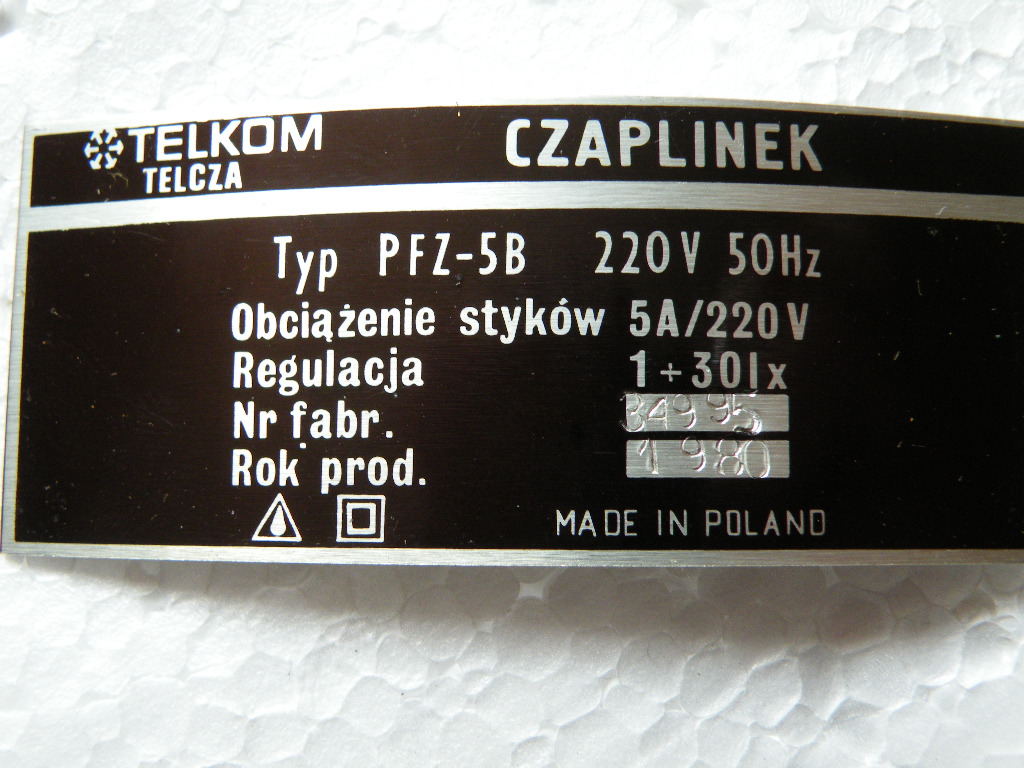 TELKOM CZAPLINEK
TELCZA
Typ PFZ-5B 220V 50Hz
Obciążenie styków 5A/220V
Regulacja 1÷30lx
Nr fabr. 34995
Rok prod. 1980
MADE IN POLAND